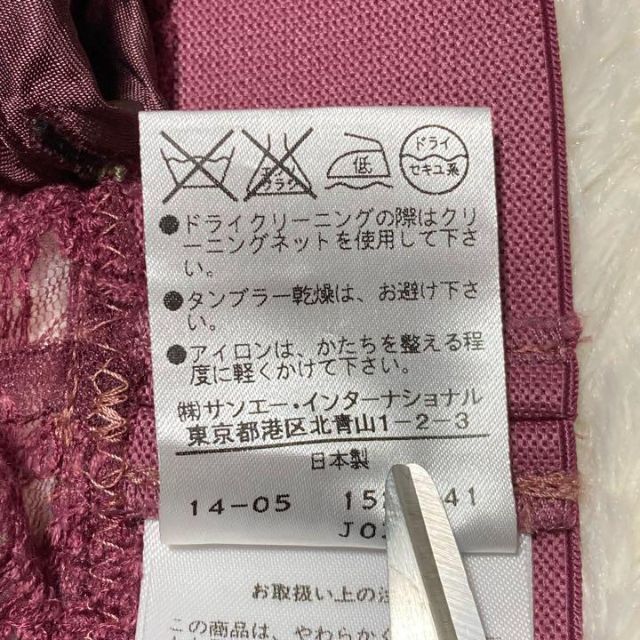 低
ドライ
セキユ系
●ドライクリーニングの際はクリ
ーニングネットを使用して下さ
い。
●タンブラー乾燥は、お避け下さ
い。
●アイロンは、かたちを整える程
度に軽くかけて下さい。
㈱サンエー・インターナショナル
東京都港区北青山1-2-3
日本製
14-05
41
お取扱い上の
この商品は、やわらかく